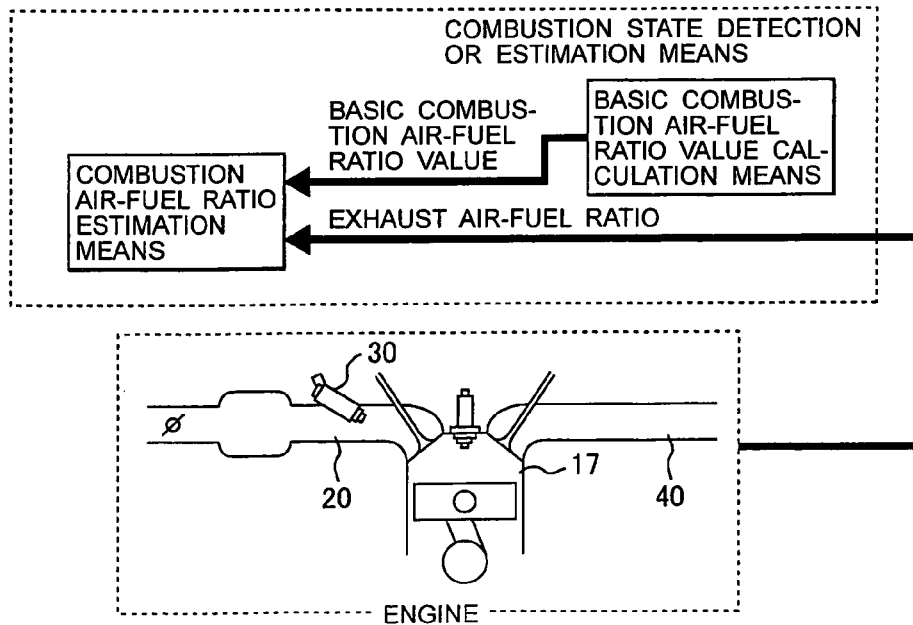 COMBUSTION STATE DETECTION
OR ESTIMATION MEANS
BASIC COMBUS-
TION AIR-FUEL
RATIO VALUE
BASIC COMBUS-
TION AIR-FUEL
RATIO VALUE CAL-
CULATION MEANS
COMBUSTION
AIR-FUEL RATIO
ESTIMATION
MEANS
EXHAUST AIR-FUEL RATIO
30
20
17
40
ENGINE